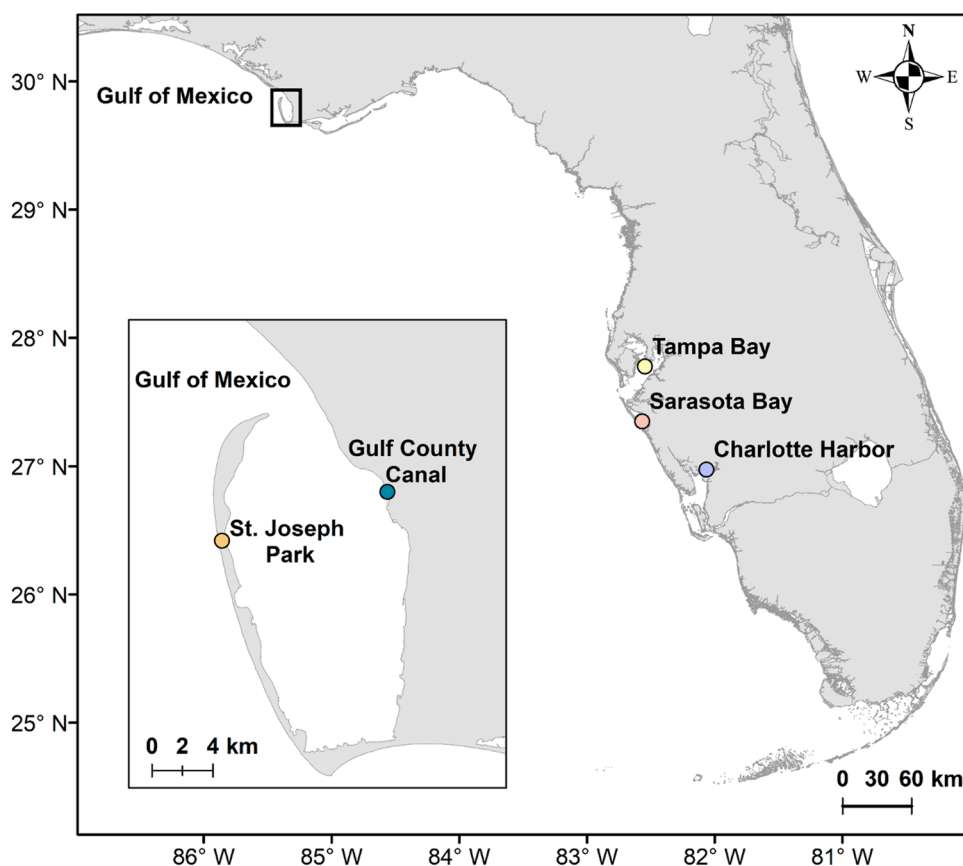 N
W E
S
30° N
Gulf of Mexico
29° N
28° N
Tampa Bay
Sarasota Bay
Gulf of Mexico
27° N
Charlotte Harbor
Gulf County
Canal
St. Joseph
Park
26° N
25° N
0 2 4 km
0 30 60 km
86° W 85° W 84° W 83° W 82° W 81° W